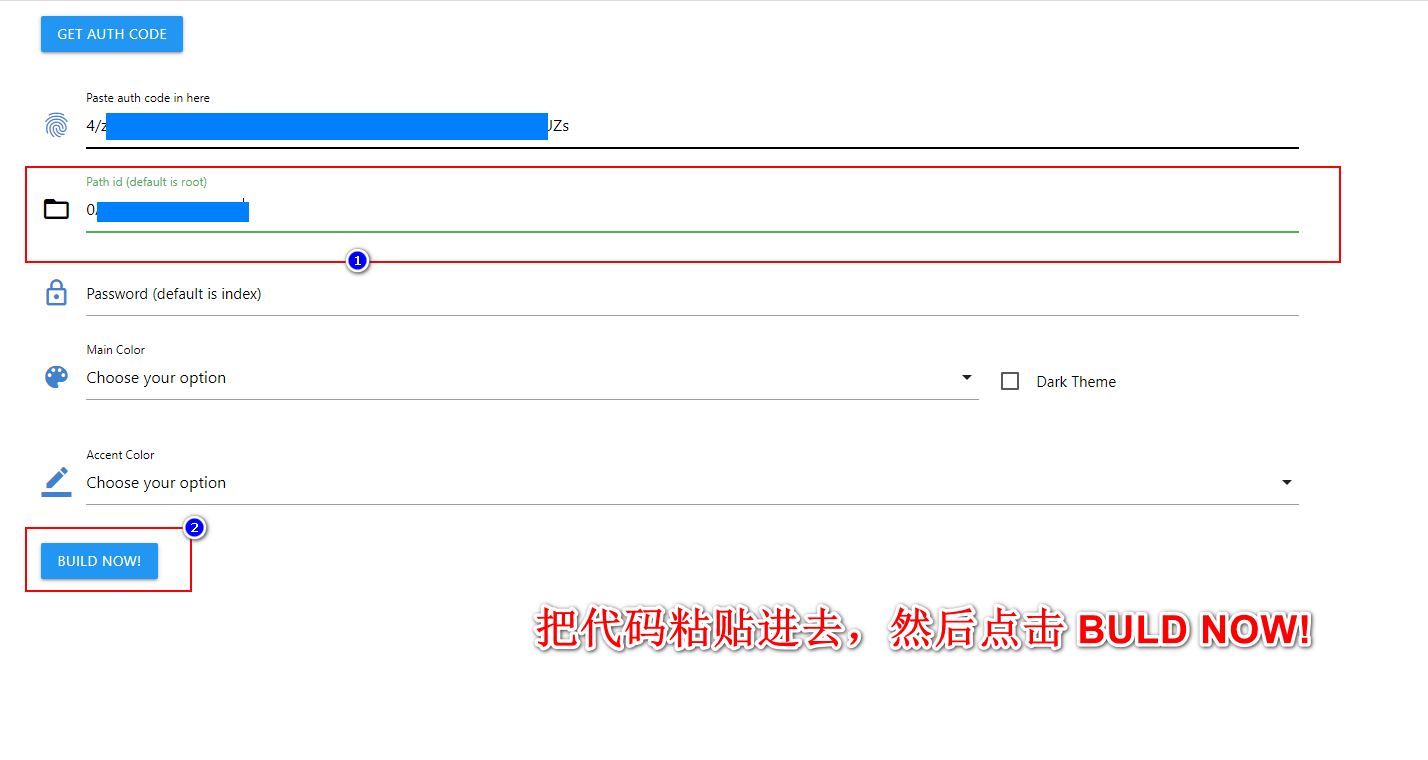 GET AUTH CODE
Paste auth code in here
4/z JZs
Path id (default is root)
0
1
Password (default is index)
Main Color
Choose your option
Dark Theme
Accent Color
Choose your option
2
BUILD NOW!
把代码粘贴进去，然后点击 BULD NOW!